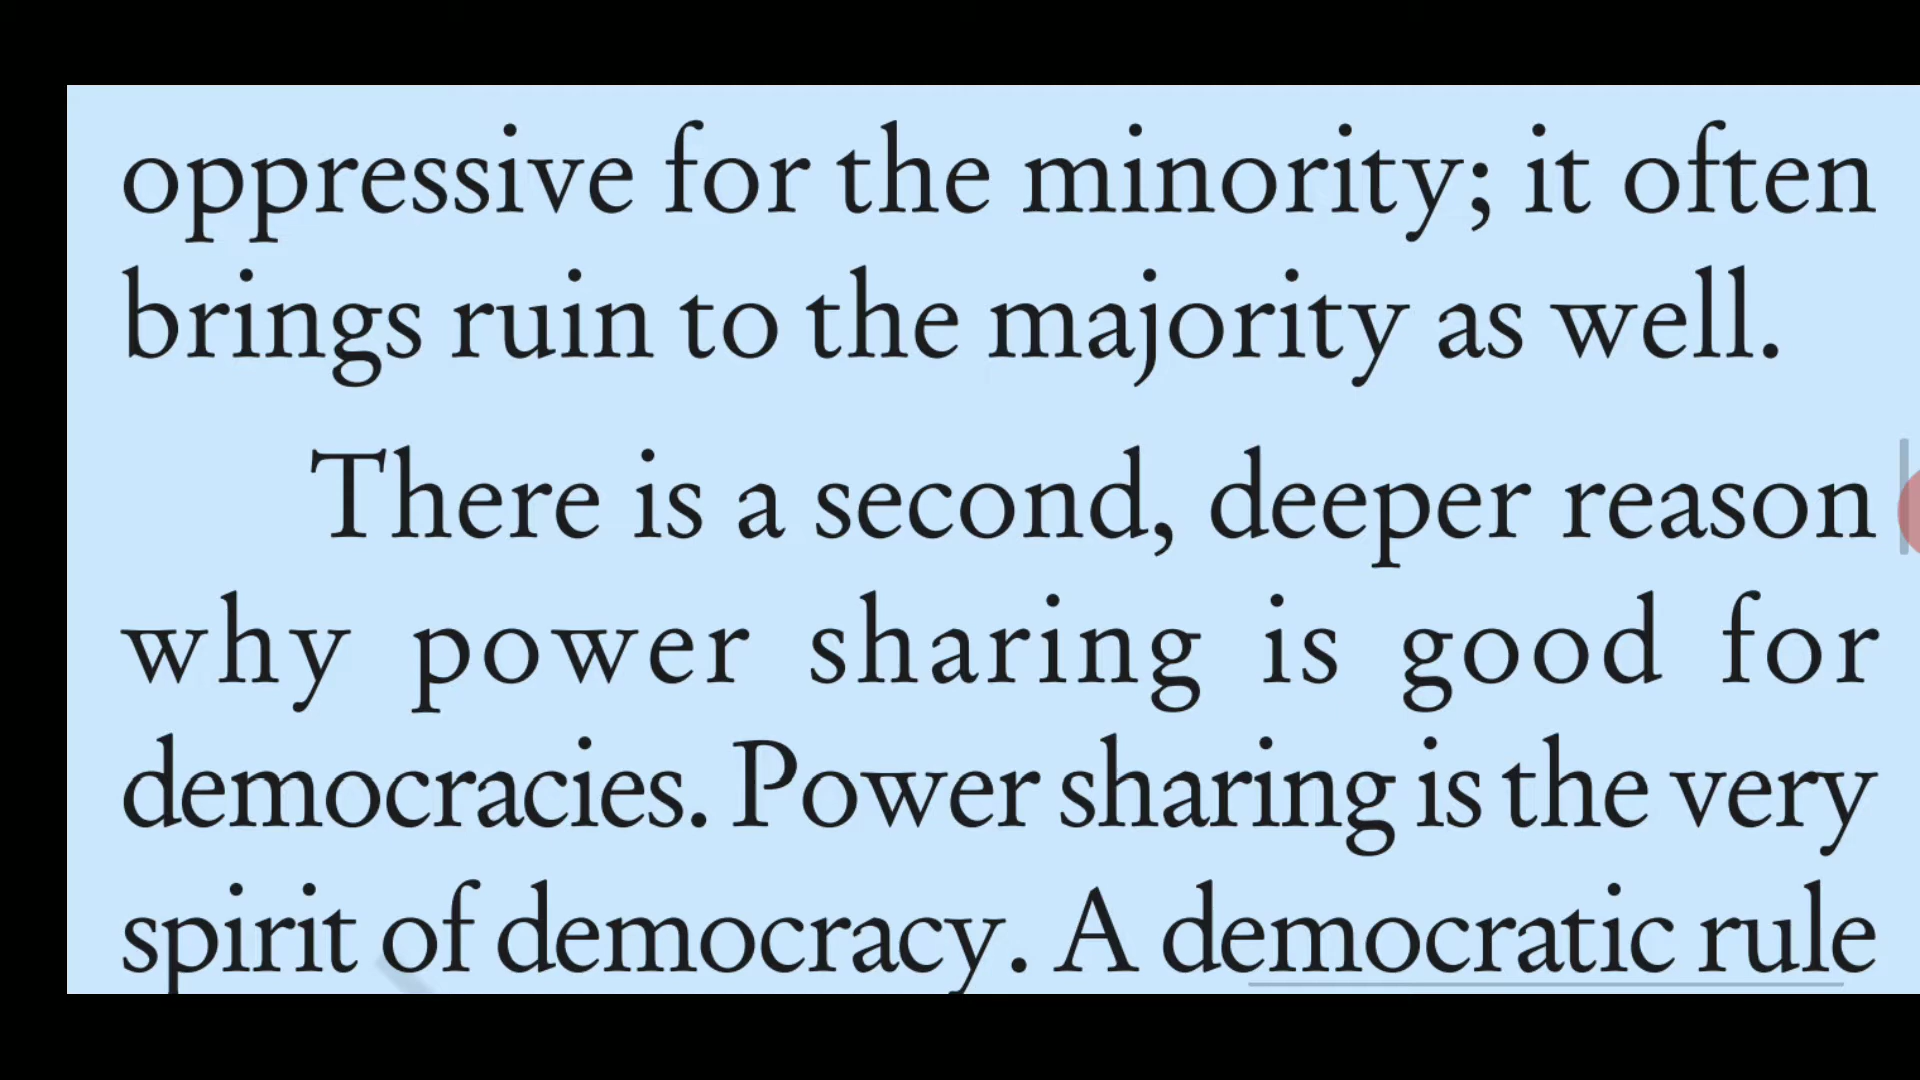 oppressive for the minority; it often
brings ruin to the majority as well.
There is a second, deeper reason
why power sharing is good for
democracies. Power sharing is the very
spirit of democracy. A democratic rule